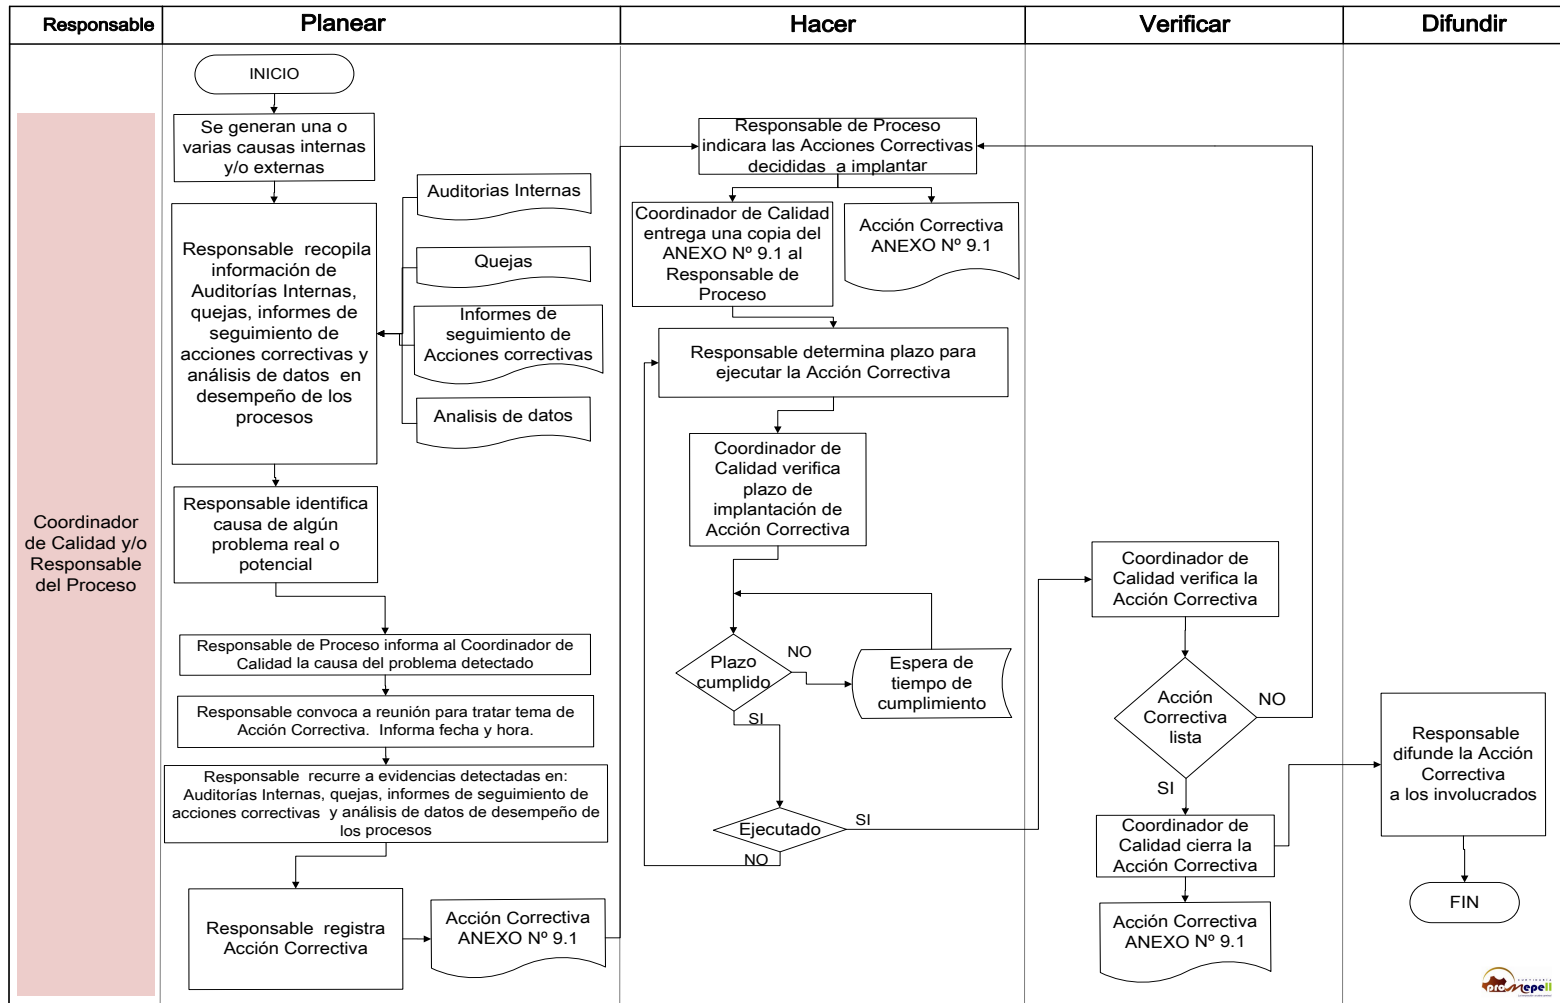 Responsable
Planear
Hacer
Verificar
Difundir
Coordinador
de Calidad y/o
Responsable
del Proceso
INICIO
Se generan una o
varias causas internas
y/o externas
Responsable recopila
información de
Auditorías Internas,
quejas, informes de
seguimiento de
acciones correctivas y
análisis de datos en
desempeño de los
procesos
Auditorias Internas
Quejas
Informes de
seguimiento de
Acciones correctivas
Analisis de datos
Responsable identifica
causa de algún
problema real o
potencial
Responsable de Proceso informa al Coordinador de
Calidad la causa del problema detectado
Responsable convoca a reunión para tratar tema de
Acción Correctiva. Informa fecha y hora.
Responsable recurre a evidencias detectadas en:
Auditorías Internas, quejas, informes de seguimiento de
acciones correctivas y análisis de datos de desempeño de
los procesos
Responsable registra
Acción Correctiva
Acción Correctiva
ANEXO Nº 9.1
Responsable de Proceso
indicara las Acciones Correctivas
decididas a implantar
Coordinador de Calidad
entrega una copia del
ANEXO Nº 9.1 al
Responsable de
Proceso
Acción Correctiva
ANEXO Nº 9.1
Responsable determina plazo para
ejecutar la Acción Correctiva
Coordinador de
Calidad verifica
plazo de
implantación de
Acción Correctiva
Plazo
cumplido
NO
Espera de
tiempo de
cumplimiento
SI
Ejecutado
SI
NO
Coordinador de
Calidad verifica la
Acción Correctiva
Acción
Correctiva
lista
NO
SI
Coordinador de
Calidad cierra la
Acción Correctiva
Acción Correctiva
ANEXO Nº 9.1
Responsable
difunde la Acción
Correctiva
a los involucrados
FIN